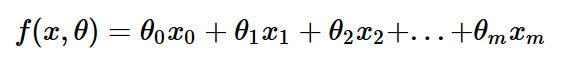 f(x, θ) = θ₀x₀ + θ₁x₁ + θ₂x₂+…+θₘxₘ